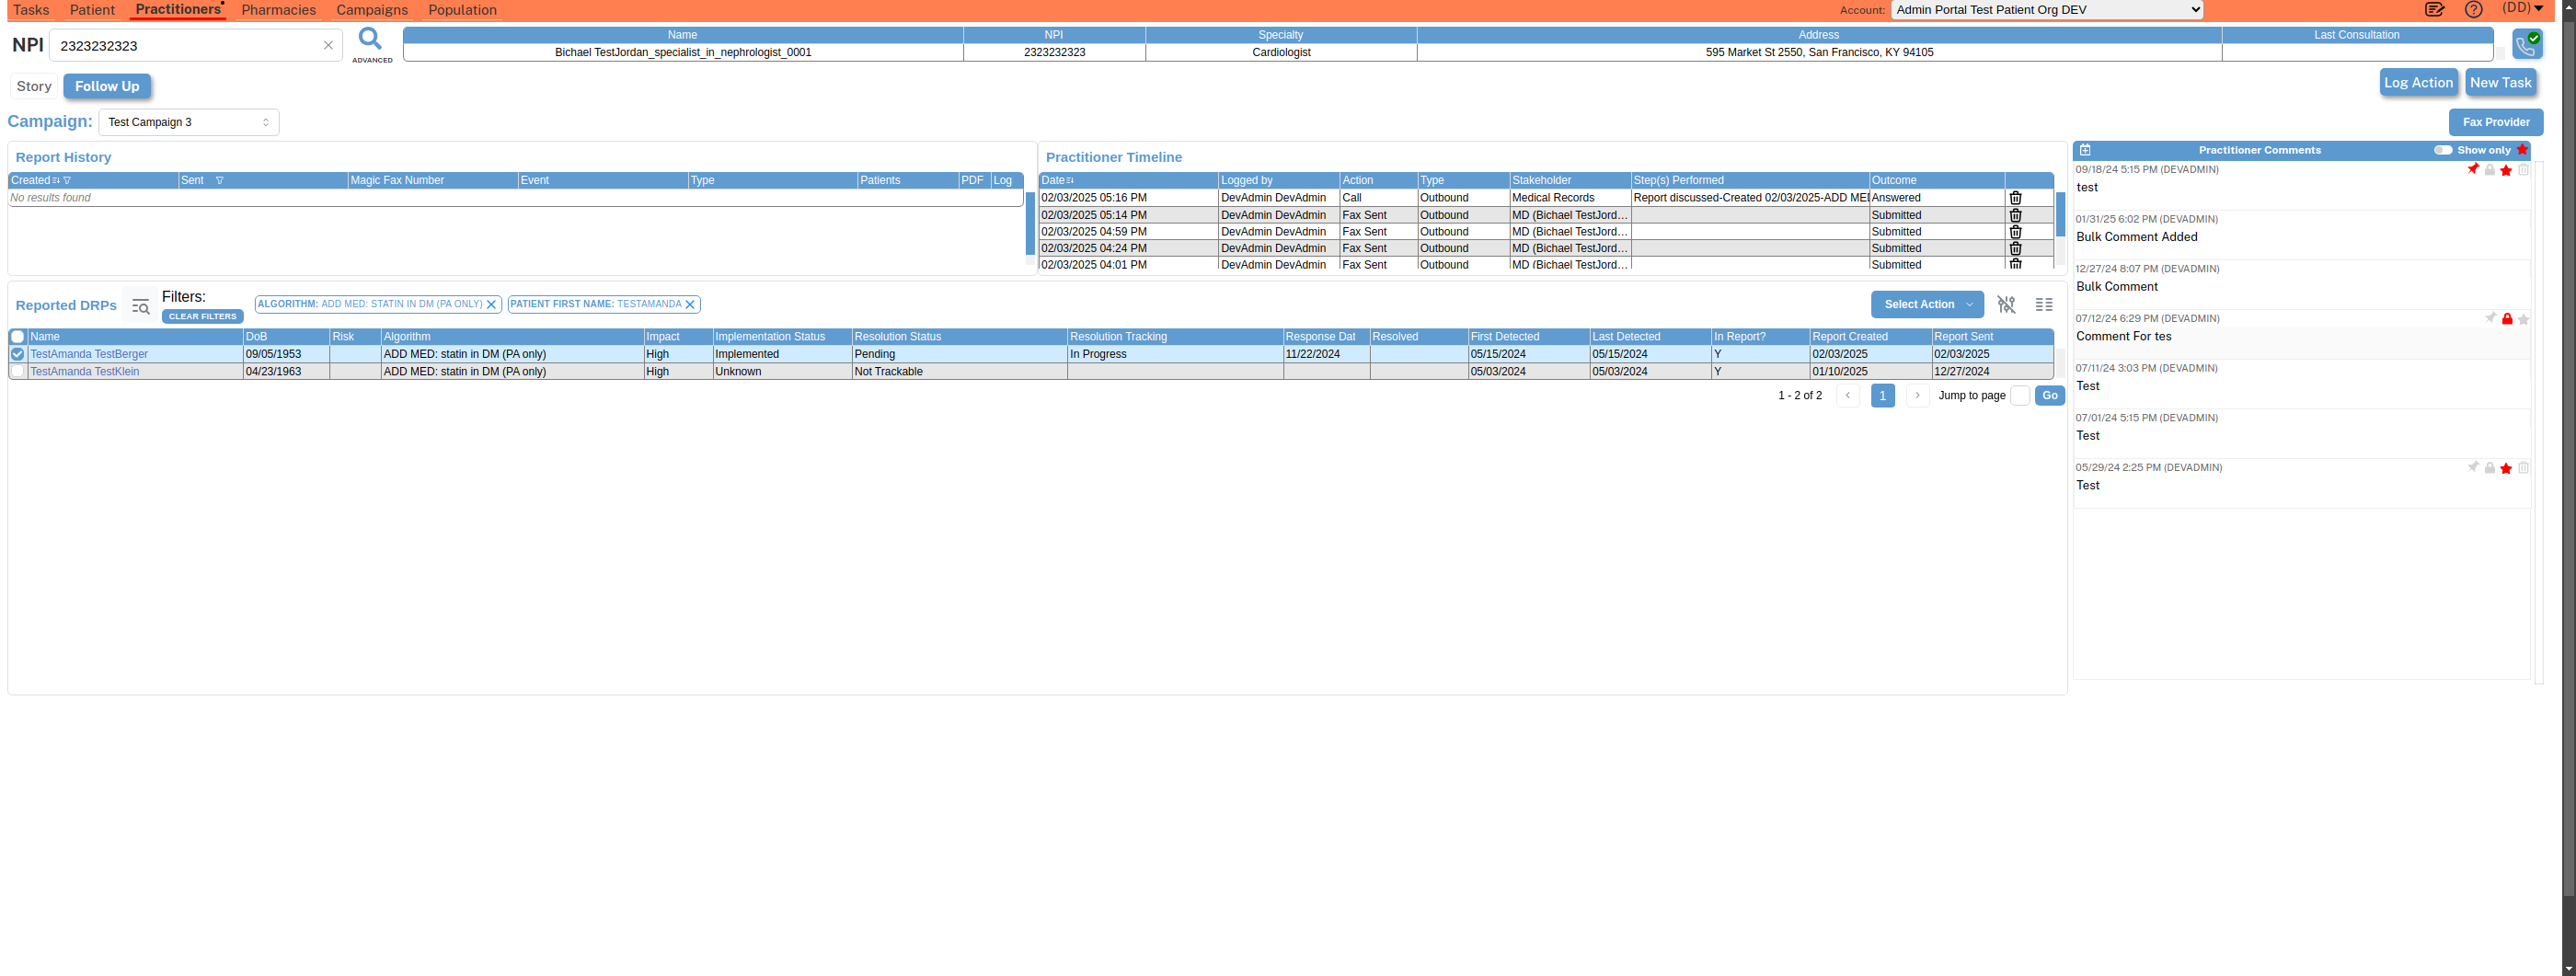 Tasks Patient Practitioners Pharmacies Campaigns Population Account: Admin Portal Test Patient Org DEV (DD)
NPI 2323232323 ADVANCED
Name NPI Specialty Address Last Consultation
Bichael TestJordan_specialist_in_nephrologist_0001 2323232323 Cardiologist 595 Market St 2550, San Francisco, KY 94105
Story Follow Up Log Action New Task
Campaign: Test Campaign 3 Fax Provider
Report History
Created Sent Magic Fax Number Event Type Patients PDF Log
No results found
Practitioner Timeline
Date Logged by Action Type Stakeholder Step(s) Performed Outcome
02/03/2025 05:16 PM DevAdmin DevAdmin Call Outbound Medical Records Report discussed-Created 02/03/2025-ADD MED Answered
02/03/2025 05:14 PM DevAdmin DevAdmin Fax Sent Outbound MD (Bichael TestJord... Submitted
02/03/2025 04:59 PM DevAdmin DevAdmin Fax Sent Outbound MD (Bichael TestJord... Submitted
02/03/2025 04:24 PM DevAdmin DevAdmin Fax Sent Outbound MD (Bichael TestJord... Submitted
02/03/2025 04:01 PM DevAdmin DevAdmin Fax Sent Outbound MD (Bichael TestJord... Submitted
Practitioner Comments Show only
09/18/24 5:15 PM (DEVADMIN)
test
01/31/25 6:02 PM (DEVADMIN)
Bulk Comment Added
12/27/24 8:07 PM (DEVADMIN)
Bulk Comment
07/12/24 6:29 PM (DEVADMIN)
Comment For tes
07/11/24 3:03 PM (DEVADMIN)
Test
07/01/24 5:15 PM (DEVADMIN)
Test
05/29/24 2:25 PM (DEVADMIN)
Test
Reported DRPs Filters: CLEAR FILTERS ALGORITHM: ADD MED: STATIN IN DM (PA ONLY) PATIENT FIRST NAME: TESTAMANDA Select Action
Name DoB Risk Algorithm Impact Implementation Status Resolution Status Resolution Tracking Response Dat Resolved First Detected Last Detected In Report? Report Created Report Sent
TestAmanda TestBerger 09/05/1953 ADD MED: statin in DM (PA only) High Implemented Pending In Progress 11/22/2024 05/15/2024 05/15/2024 Y 02/03/2025 02/03/2025
TestAmanda TestKlein 04/23/1963 ADD MED: statin in DM (PA only) High Unknown Not Trackable 05/03/2024 05/03/2024 Y 01/10/2025 12/27/2024
1 - 2 of 2 1 Jump to page Go